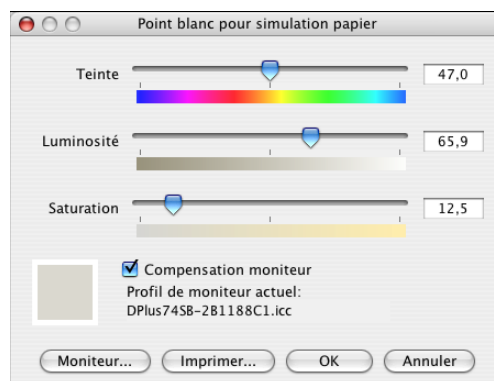 Point blanc pour simulation papier
Teinte 47,0
Luminosité 65,9
Saturation 12,5
Compensation moniteur
Profil de moniteur actuel:
DPlus74SB-2B1188C1.icc
Moniteur... Imprimer... OK Annuler